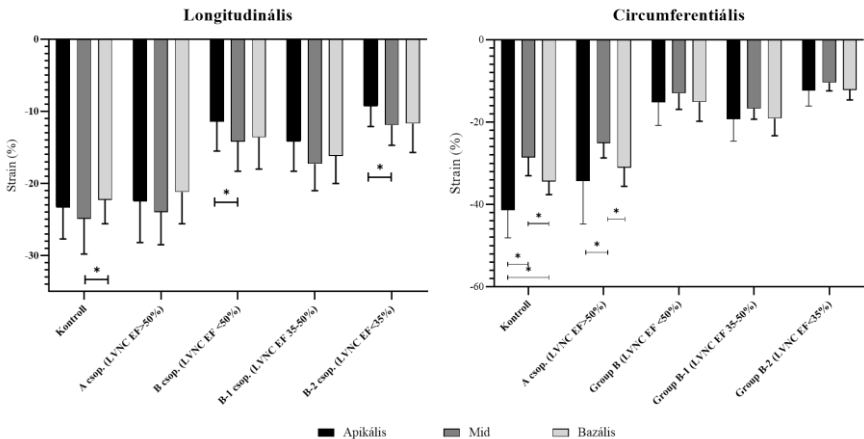 Longitudinális
Strain (%)
0
-10
-20
-30
*
*
*
Kontroll
A csop. (LVNC EF>50%)
B csop. (LVNC EF <50%)
B-1 csop. (LVNC EF 35-50%)
B-2 csop. (LVNC EF<35%)
Circumferentiális
Strain (%)
0
-20
-40
-60
*
*
*
*
*
Kontroll
A csop. (LVNC EF>50%)
Group B (LVNC EF <50%)
Group B-1 (LVNC EF 35-50%)
Group B-2 (LVNC EF<35%)
Apikális Mid Bazális